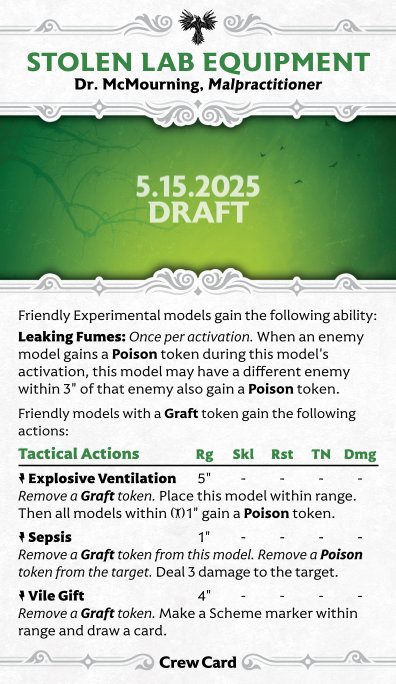 STOLEN LAB EQUIPMENT
Dr. McMourning, Malpractitioner
5.15.2025
DRAFT
Friendly Experimental models gain the following ability:
Leaking Fumes: Once per activation. When an enemy
model gains a Poison token during this model's
activation, this model may have a different enemy
within 3" of that enemy also gain a Poison token.
Friendly models with a Graft token gain the following
actions:
Tactical Actions Rg Skl Rst TN Dmg
Explosive Ventilation 5" - - - -
Remove a Graft token. Place this model within range.
Then all models within 1" gain a Poison token.
Sepsis 1" - - - -
Remove a Graft token from this model. Remove a Poison
token from the target. Deal 3 damage to the target.
Vile Gift 4" - - - -
Remove a Graft token. Make a Scheme marker within
range and draw a card.
Crew Card